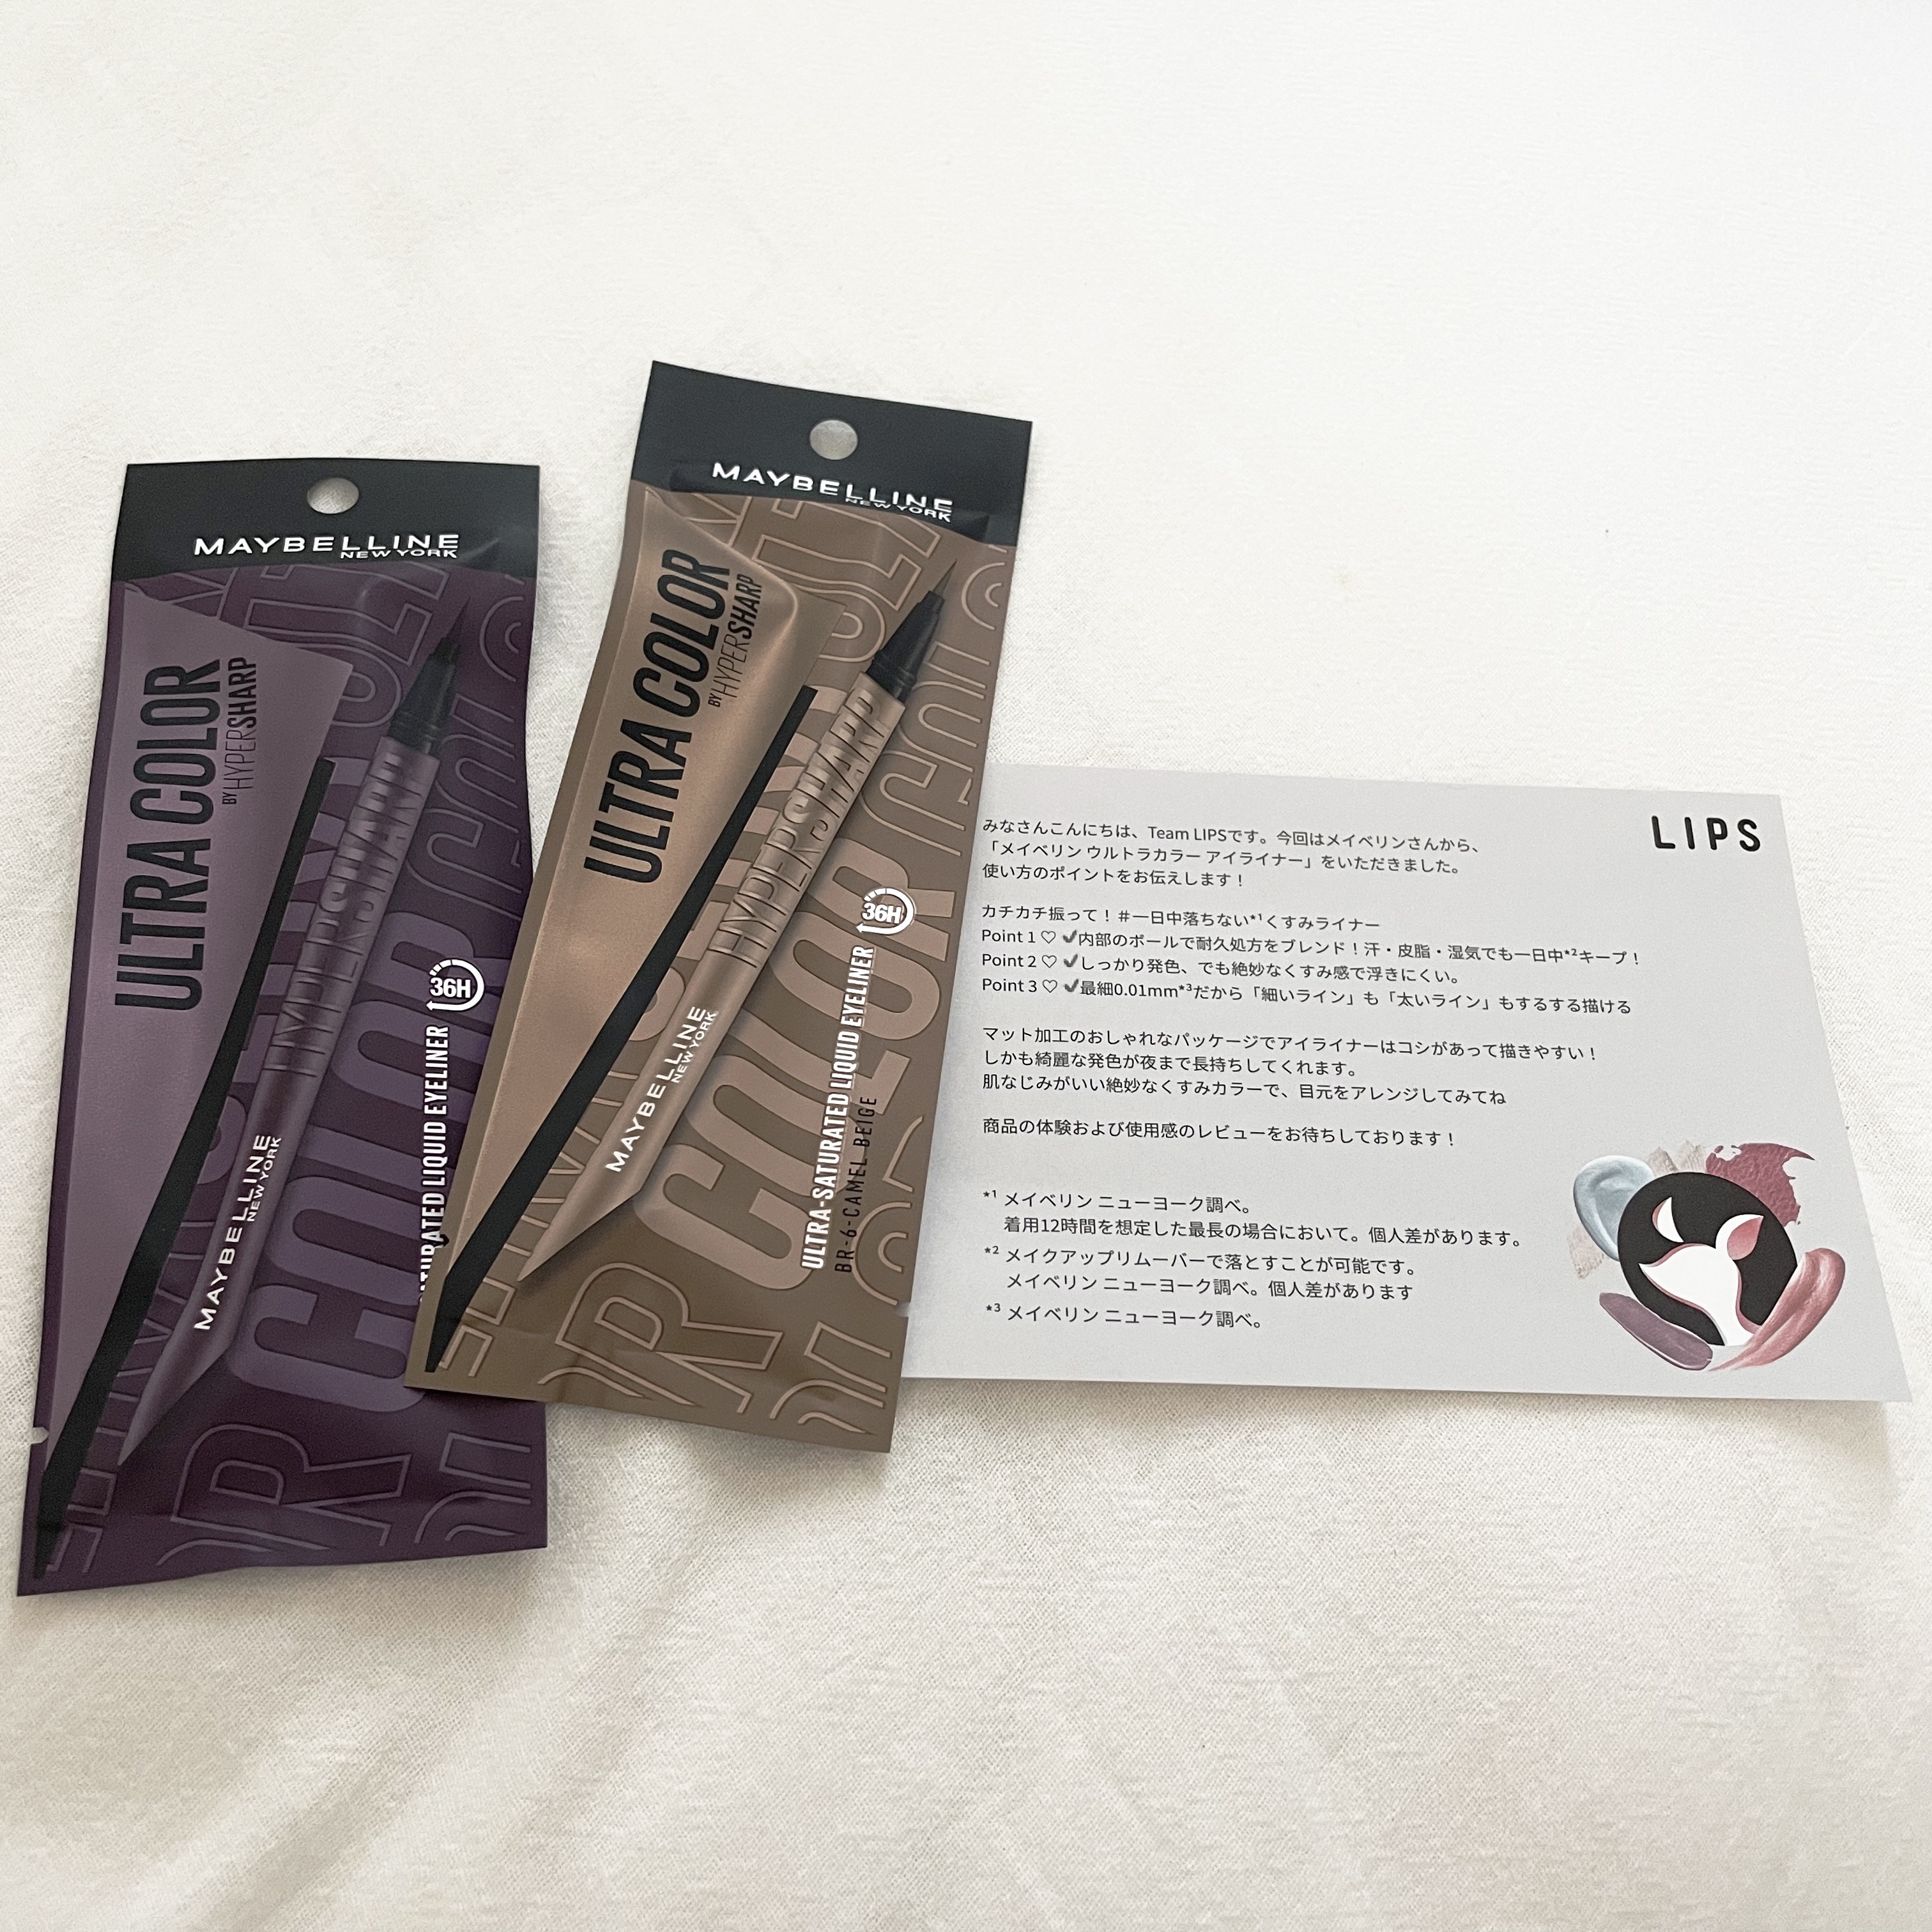 MAYBELLINE
NEW YORK
ULTRA COLOR
BY HYPERSHARP
HYPERSHARP
MAYBELLINE
NEW YORK
COLOR
36H
LIQUID EYELINER
MAYBELLINE
NEW YORK
ULTRA COLOR
BY HYPERSHARP
HYPERSHARP
MAYBELLINE
NEW YORK
COLOR
36H
ULTRA-SATURATED LIQUID EYELINER
BR-6-CAMEL BEIGE
LIPS
みなさんこんにちは、Team LIPSです。今回はメイベリンさんから、
「メイベリン ウルトラカラー アイライナー」をいただきました。
使い方のポイントをお伝えします！
カチカチ振って！＃一日中落ちない*¹くすみライナー
Point 1 ♡ ✔内部のボールで耐久処方をブレンド！汗・皮脂・湿気でも一日中*²キープ！
Point 2 ♡ ✔しっかり発色、でも絶妙なくすみ感で浮きにくい。
Point 3 ♡ ✔最細0.01mm*³だから「細いライン」も「太いライン」もするする描ける
マット加工のおしゃれなパッケージでアイライナーはコシがあって描きやすい！
しかも綺麗な発色が夜まで長持ちしてくれます。
肌なじみがいい絶妙なくすみカラーで、目元をアレンジしてみてね
商品の体験および使用感のレビューをお待ちしております！
*¹ メイベリン ニューヨーク調べ。
着用12時間を想定した最長の場合において。個人差があります。
*² メイクアップリムーバーで落とすことが可能です。
メイベリン ニューヨーク調べ。個人差があります
*³ メイベリン ニューヨーク調べ。